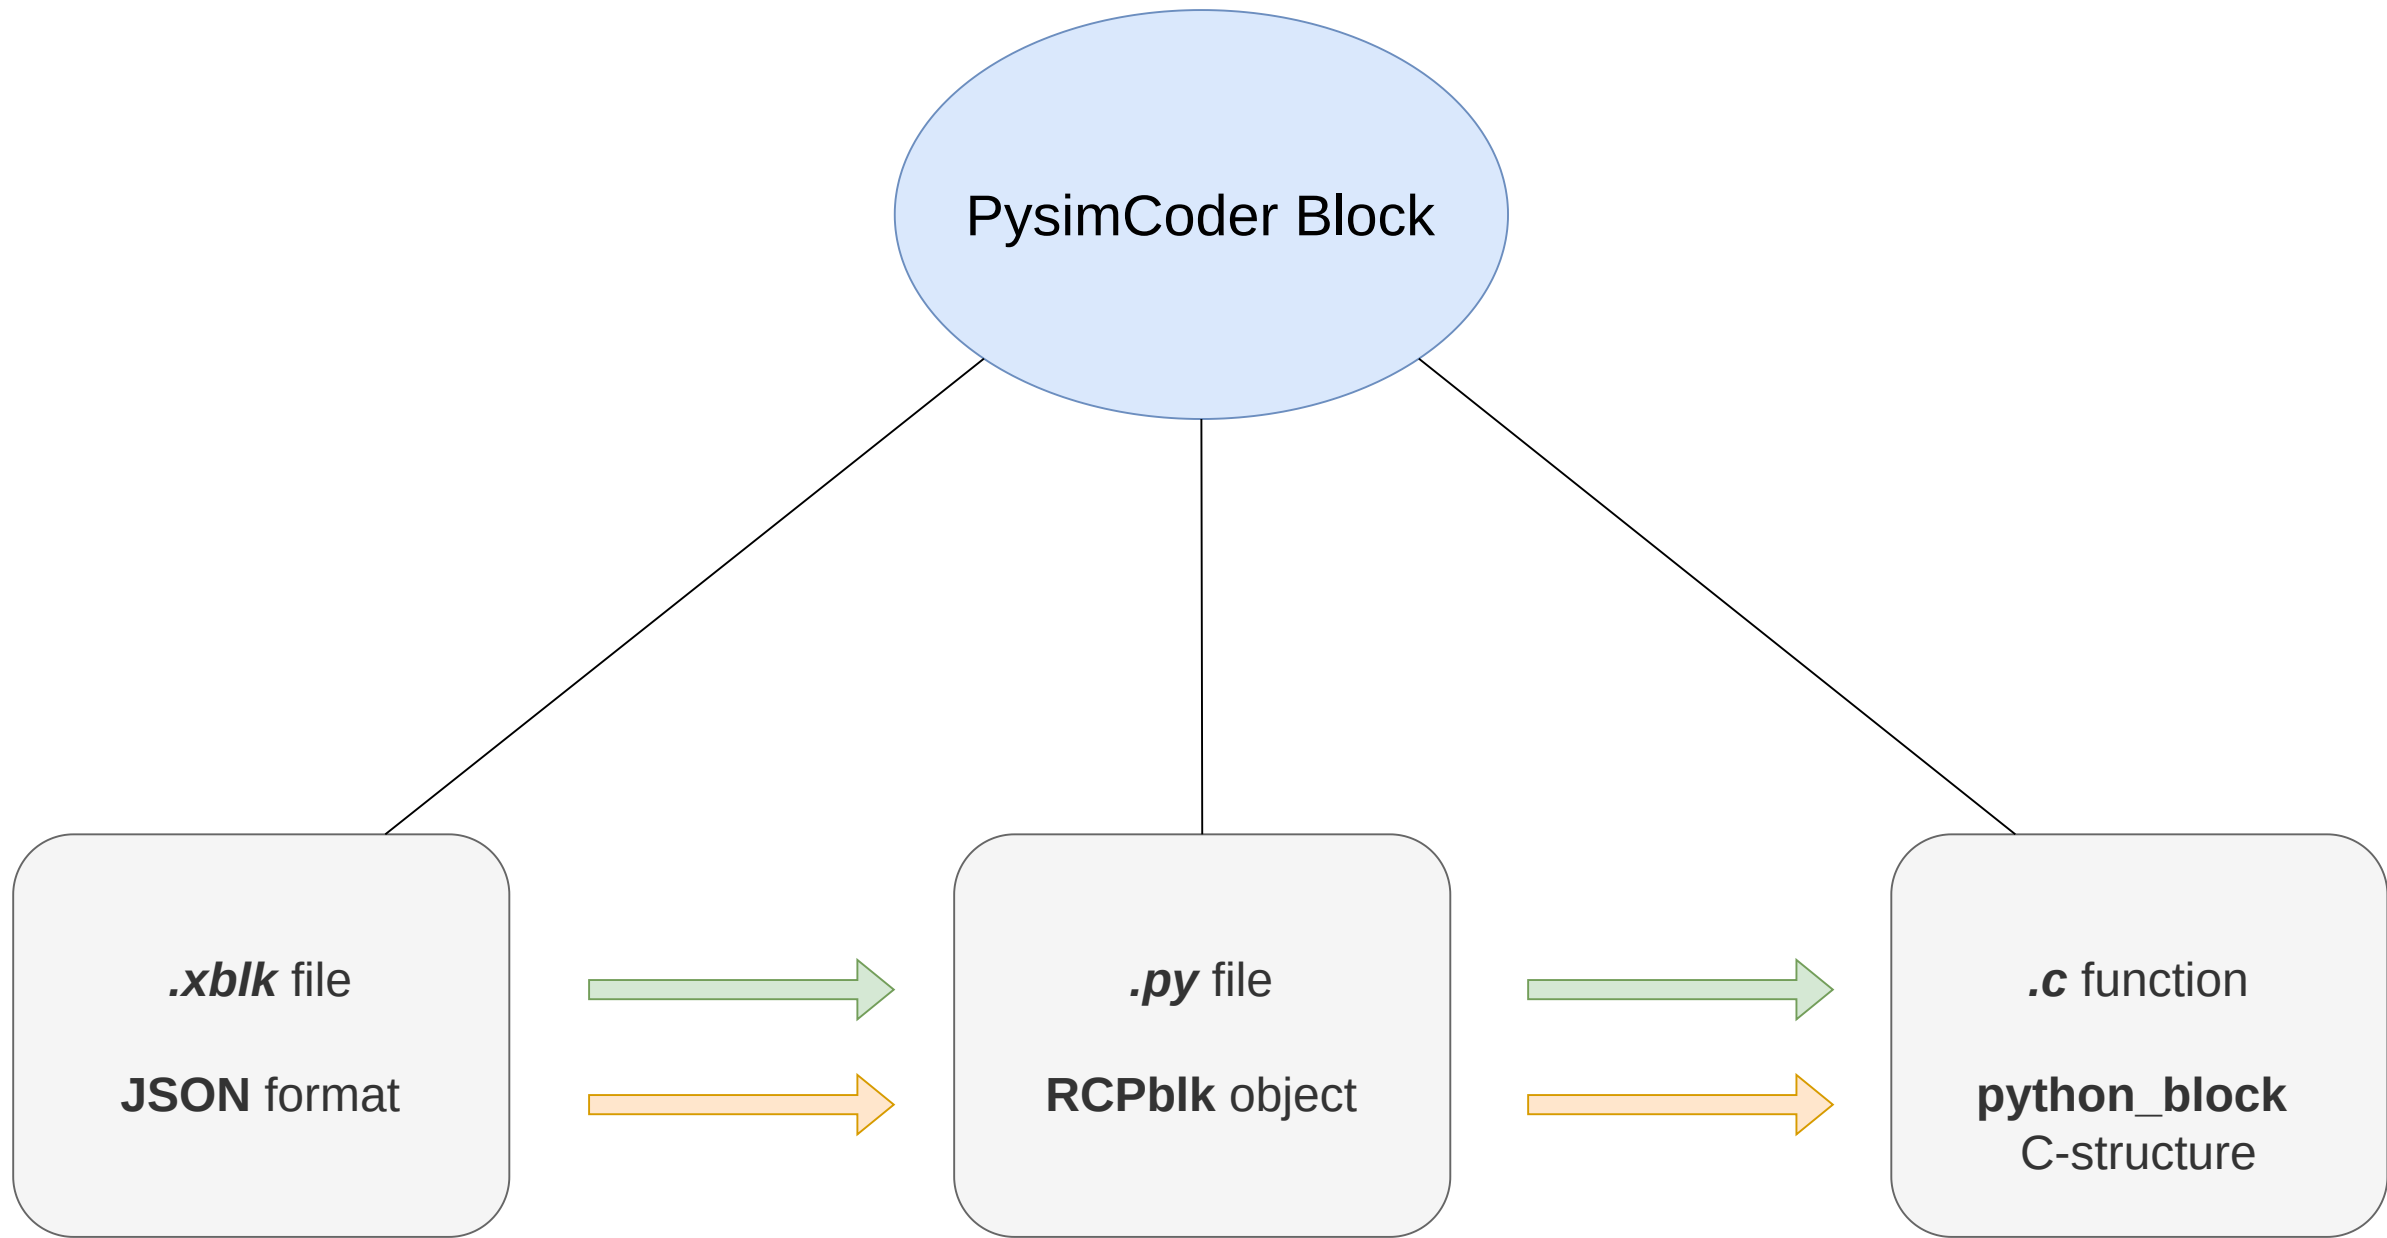 PysimCoder Block
.xblk file
JSON format
.py file
RCPblk object
.c function
python_block
C-structure